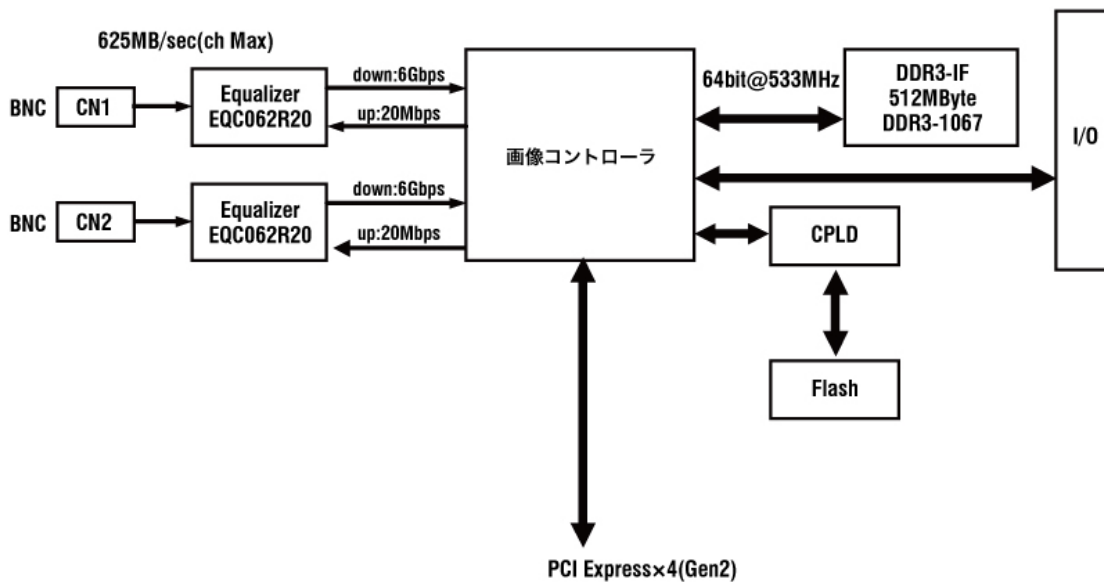 625MB/sec(ch Max)
BNC
CN1
Equalizer
EQC062R20
down:6Gbps
up:20Mbps
BNC
CN2
Equalizer
EQC062R20
down:6Gbps
up:20Mbps
画像コントローラ
64bit@533MHz
DDR3-IF
512MByte
DDR3-1067
I/O
CPLD
Flash
PCI Express×4(Gen2)